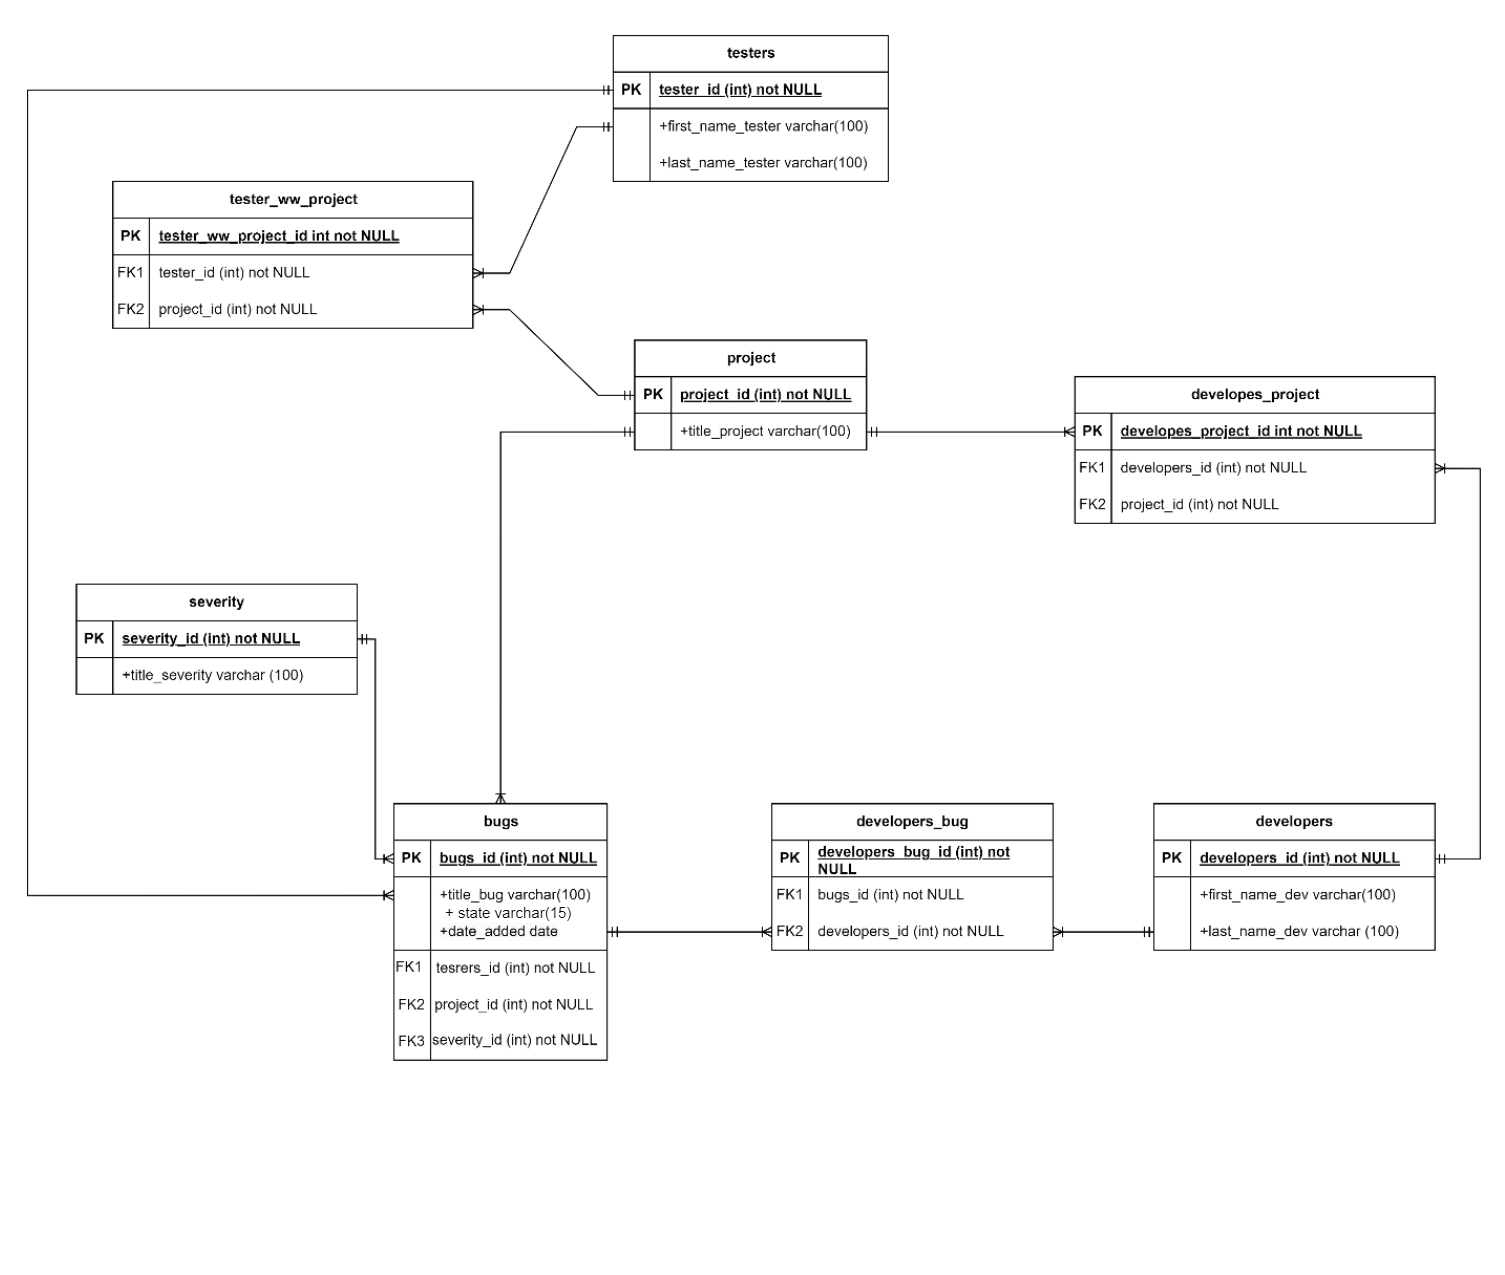 testers
PK tester_id (int) not NULL
+first_name_tester varchar(100)
+last_name_tester varchar(100)
tester_ww_project
PK tester_ww_project_id int not NULL
FK1 tester_id (int) not NULL
FK2 project_id (int) not NULL
project
PK project_id (int) not NULL
+title_project varchar(100)
developes_project
PK developes_project_id int not NULL
FK1 developers_id (int) not NULL
FK2 project_id (int) not NULL
severity
PK severity_id (int) not NULL
+title_severity varchar (100)
bugs
PK bugs_id (int) not NULL
+title_bug varchar(100)
+ state varchar(15)
+date_added date
FK1 tesrers_id (int) not NULL
FK2 project_id (int) not NULL
FK3 severity_id (int) not NULL
developers_bug
PK developers_bug_id (int) not
NULL
FK1 bugs_id (int) not NULL
FK2 developers_id (int) not NULL
developers
PK developers_id (int) not NULL
+first_name_dev varchar(100)
+last_name_dev varchar (100)